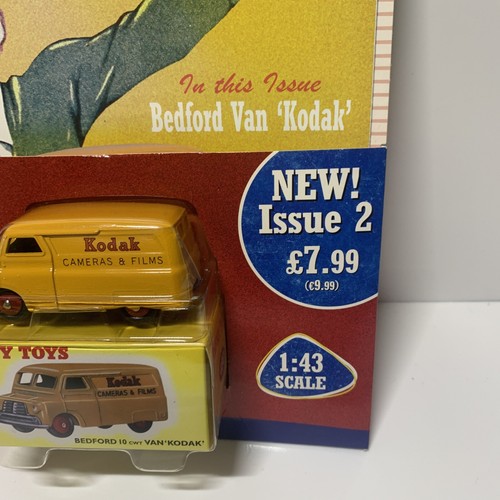 In this Issue
Bedford Van 'Kodak'
NEW!
Issue 2
£7.99
(€9.99)
Kodak
CAMERAS & FILMS
1:43
SCALE
Y TOYS
Kodak
CAMERAS & FILMS
BEDFORD 10 CWT VAN 'KODAK'